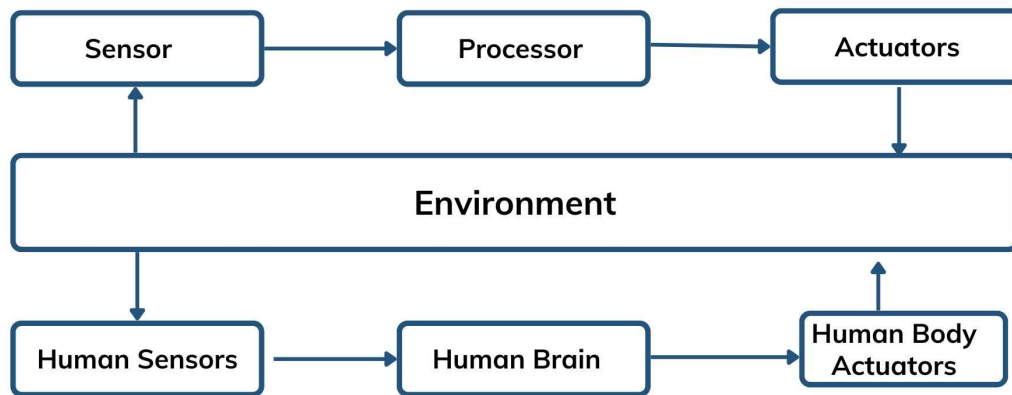 Sensor
Processor
Actuators
Environment
Human Sensors
Human Brain
Human Body
Actuators